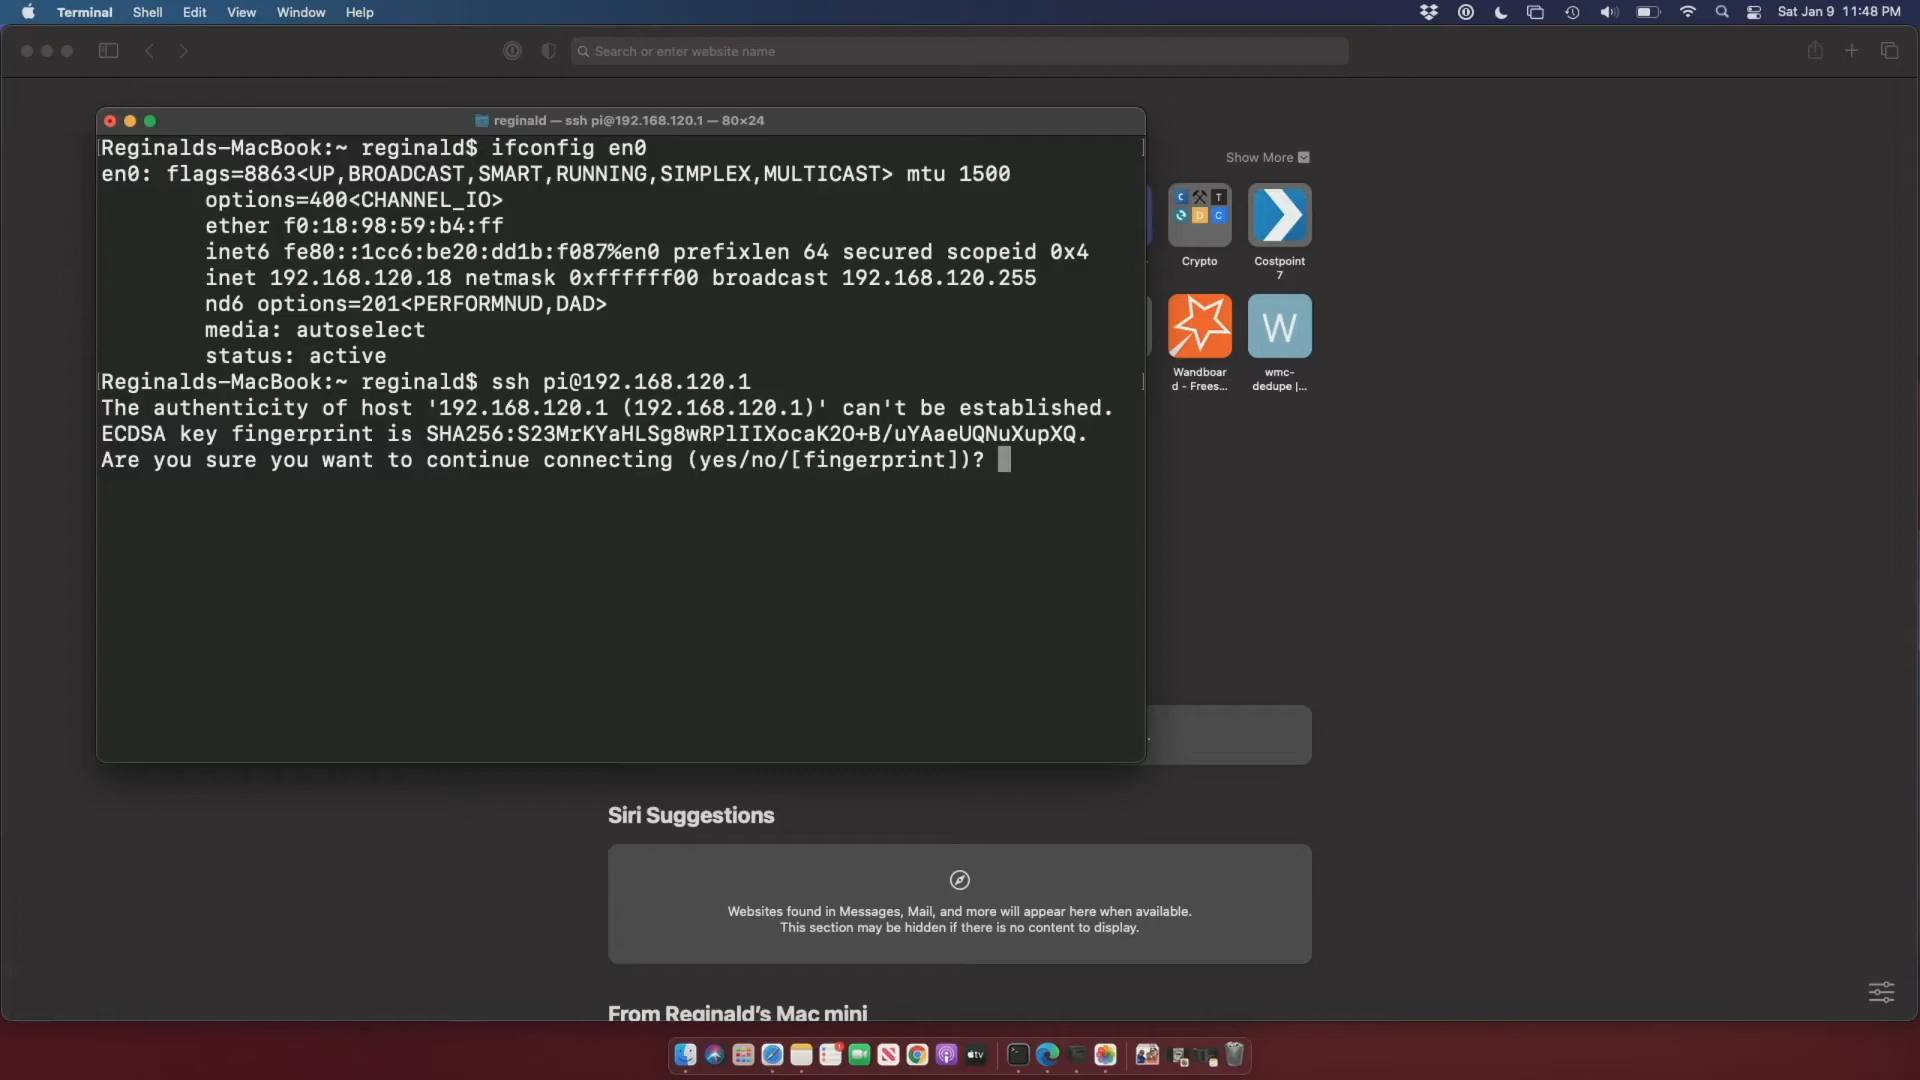 Terminal Shell Edit View Window Help
Sat Jan 9 11:48 PM
Search or enter website name
reginald — ssh pi@192.168.120.1 — 80×24
Reginalds-MacBook:~ reginald$ ifconfig en0
en0: flags=8863<UP,BROADCAST,SMART,RUNNING,SIMPLEX,MULTICAST> mtu 1500
options=400<CHANNEL_IO>
ether f0:18:98:59:b4:ff
inet6 fe80::1cc6:be20:dd1b:f087%en0 prefixlen 64 secured scopeid 0x4
inet 192.168.120.18 netmask 0xffffff00 broadcast 192.168.120.255
nd6 options=201<PERFORMNUD,DAD>
media: autoselect
status: active
Reginalds-MacBook:~ reginald$ ssh pi@192.168.120.1
The authenticity of host '192.168.120.1 (192.168.120.1)' can't be established.
ECDSA key fingerprint is SHA256:S23MrKYaHLSg8wRPlIIXocaK2O+B/uYAaeUQNuXupXQ.
Are you sure you want to continue connecting (yes/no/[fingerprint])?
Show More
C T
D C
Crypto
Costpoint
7
W
Wandboar
d - Frees...
wmc-
dedupe |...
Siri Suggestions
Websites found in Messages, Mail, and more will appear here when available.
This section may be hidden if there is no content to display.
From Reginald's Mac mini
tv